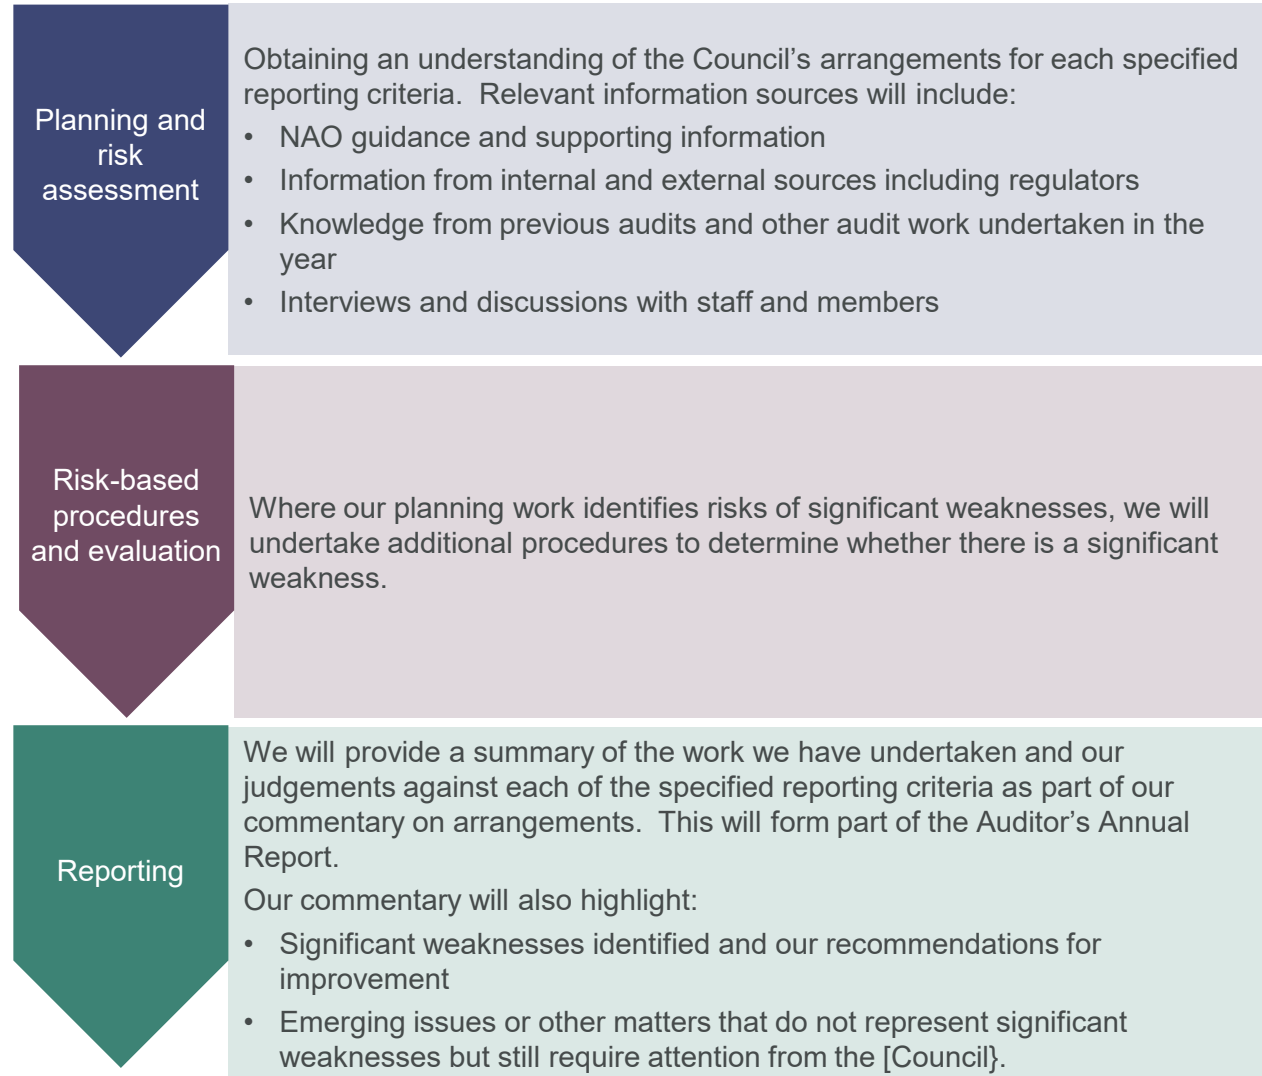 Planning and
risk
assessment
Obtaining an understanding of the Council’s arrangements for each specified
reporting criteria.  Relevant information sources will include:
• NAO guidance and supporting information
• Information from internal and external sources including regulators
• Knowledge from previous audits and other audit work undertaken in the
year
• Interviews and discussions with staff and members
Risk-based
procedures
and evaluation
Where our planning work identifies risks of significant weaknesses, we will
undertake additional procedures to determine whether there is a significant
weakness.
Reporting
We will provide a summary of the work we have undertaken and our
judgements against each of the specified reporting criteria as part of our
commentary on arrangements.  This will form part of the Auditor’s Annual
Report.
Our commentary will also highlight:
• Significant weaknesses identified and our recommendations for
improvement
• Emerging issues or other matters that do not represent significant
weaknesses but still require attention from the [Council}.